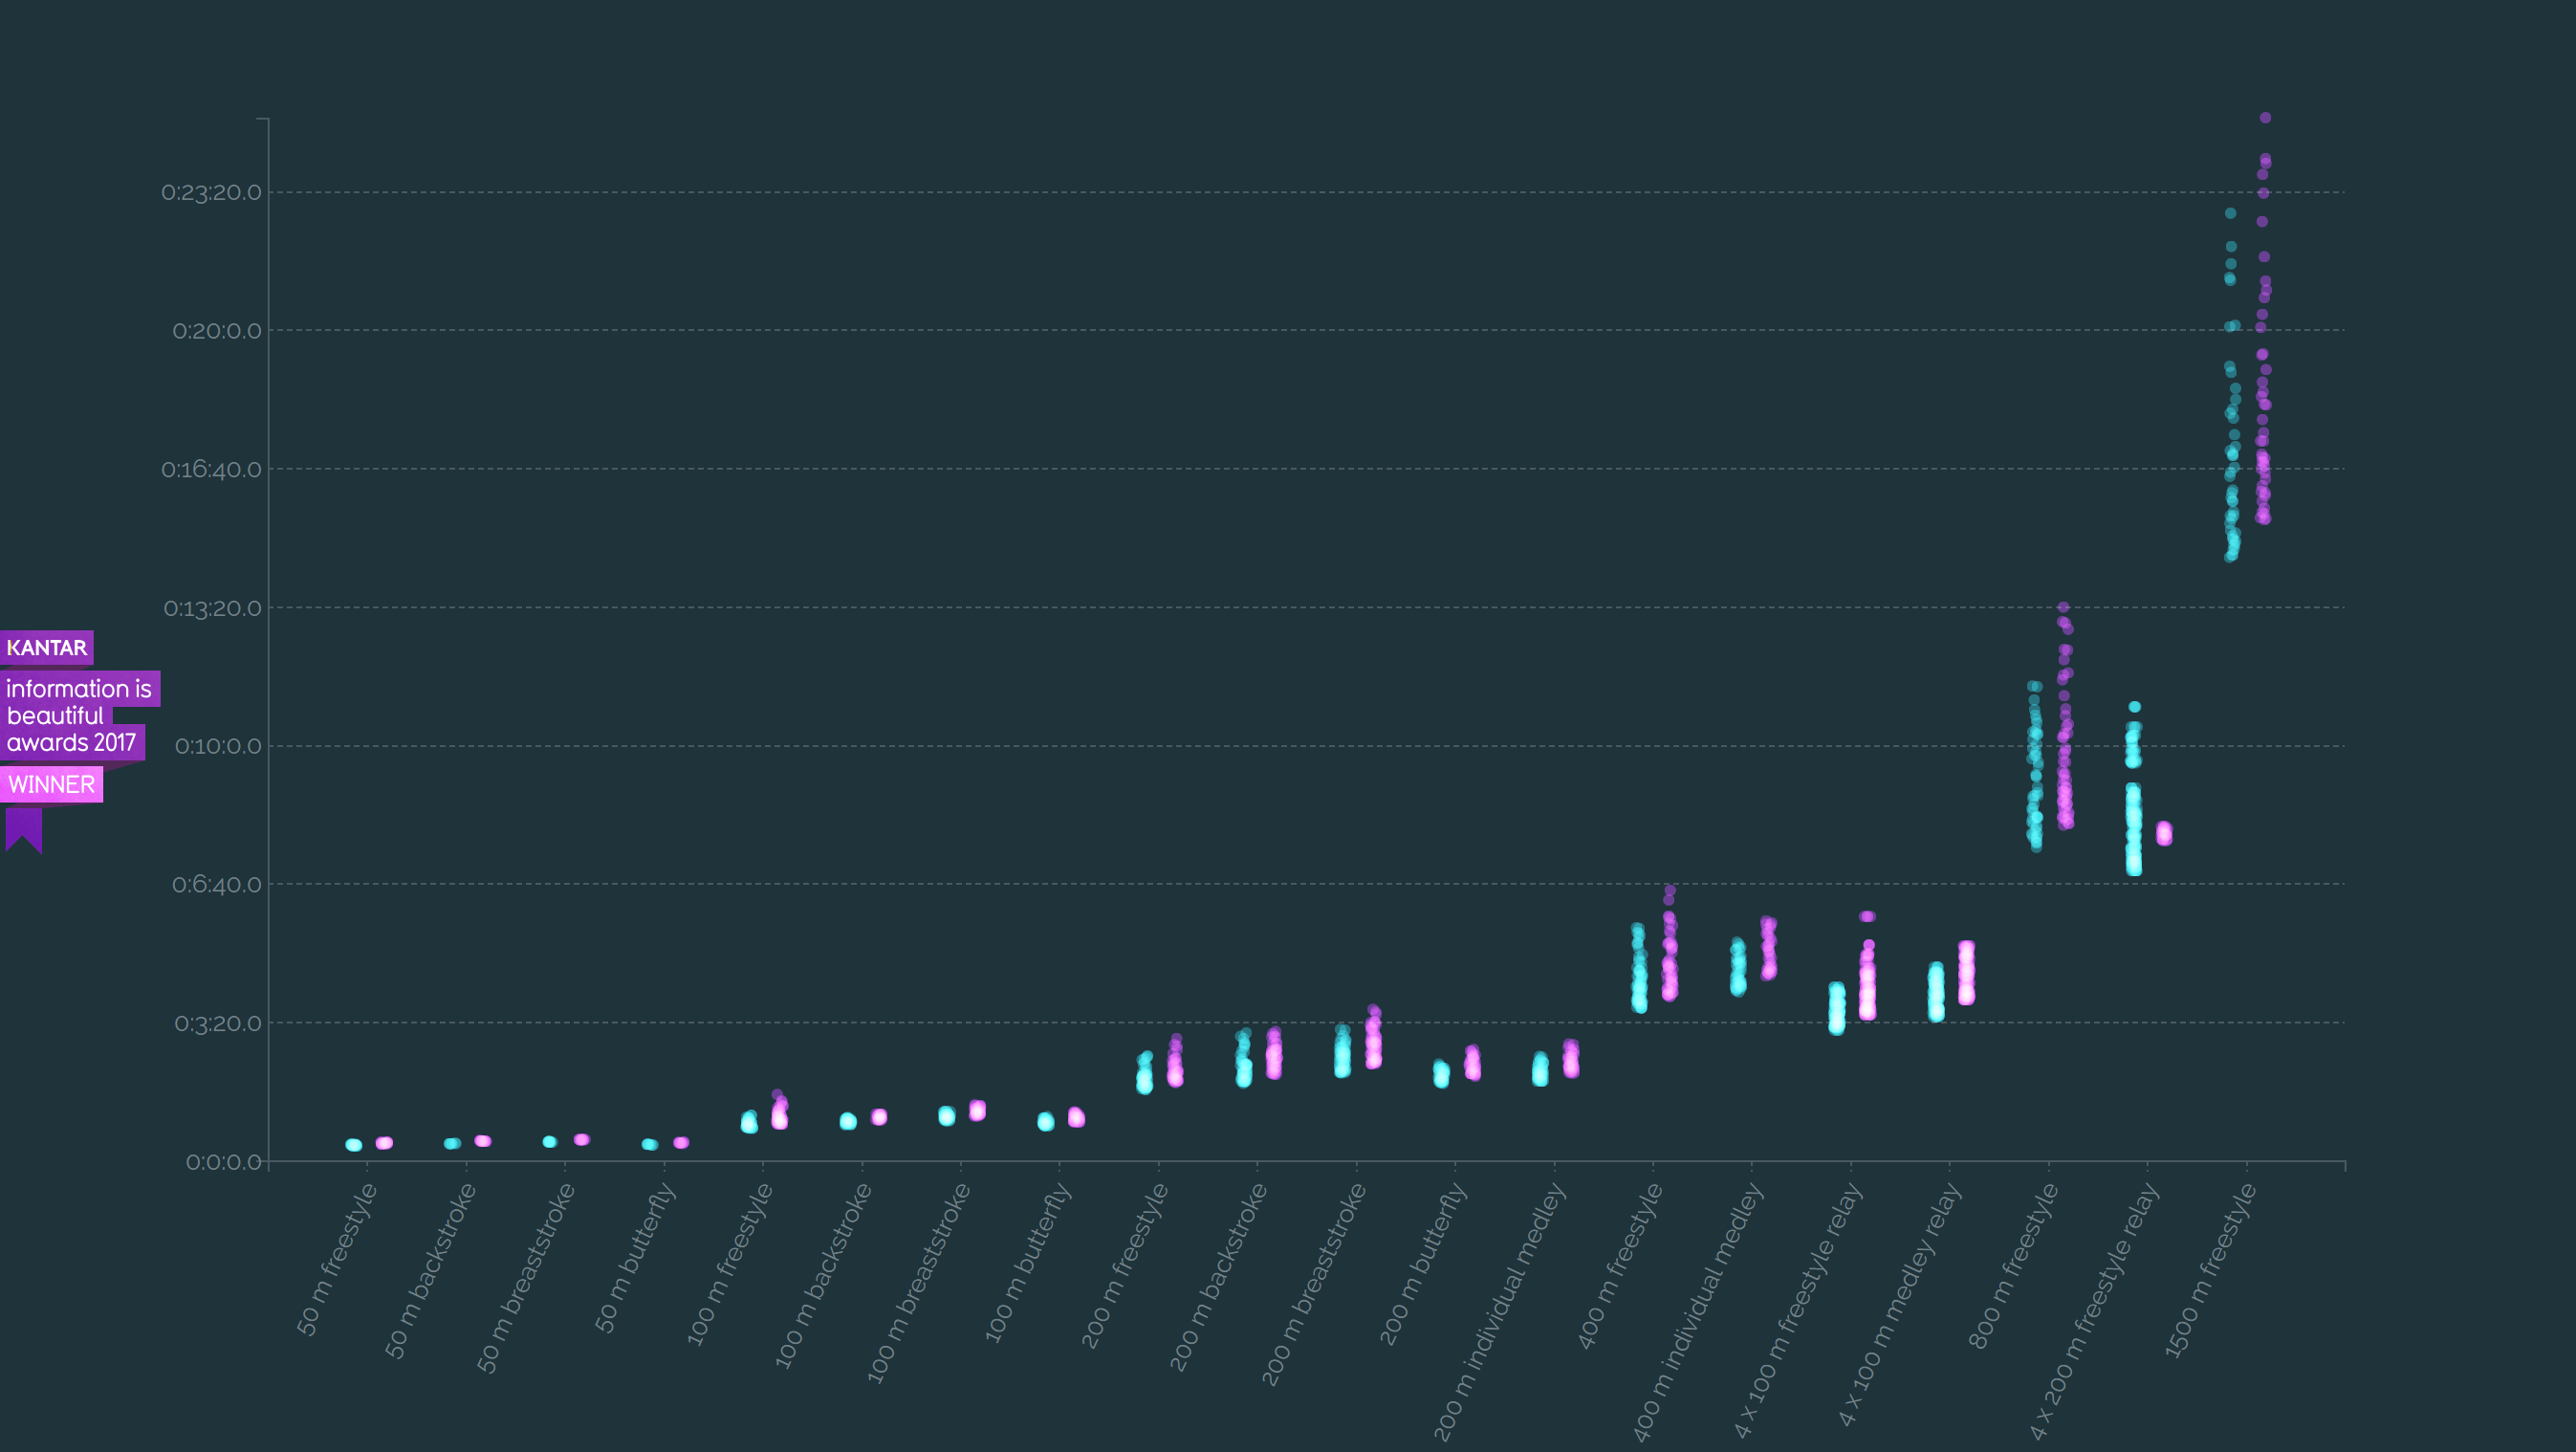 0:23:20.0
0:20:0.0
0:16:40.0
0:13:20.0
0:10:0.0
0:6:40.0
0:3:20.0
0:0:0.0
KANTAR
information is
beautiful
awards 2017
WINNER
50 m freestyle
50 m backstroke
50 m breaststroke
50 m butterfly
100 m freestyle
100 m backstroke
100 m breaststroke
100 m butterfly
200 m freestyle
200 m backstroke
200 m breaststroke
200 m butterfly
200 m individual medley
400 m freestyle
400 m individual medley
4 x 100 m freestyle relay
4 x 100 m medley relay
800 m freestyle
4 x 200 m freestyle relay
1500 m freestyle